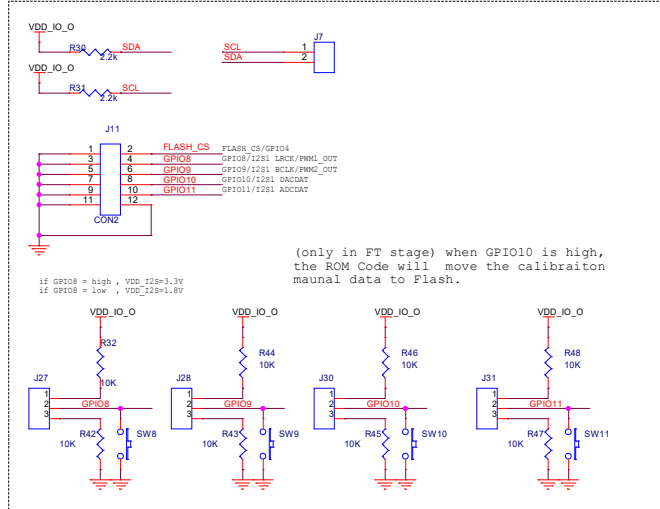 VDD_IO_O
R30 SDA
2.2k
VDD_IO_O
R31 SCL
2.2k
J7
SCL 1
SDA 2
J11
1 2 FLASH_CS FLASH_CS/GPIO4
3 4 GPIO8 GPIO8/I2S1 LRCK/PWM1_OUT
5 6 GPIO9 GPIO9/I2S1 BCLK/PWM2_OUT
7 8 GPIO10 GPIO10/I2S1 DACDAT
9 10 GPIO11 GPIO11/I2S1 ADCDAT
11 12
CON2
(only in FT stage) when GPIO10 is high,
the ROM Code will move the calibraiton
maunal data to Flash.
if GPIO8 = high , VDD_I2S=3.3V
if GPIO8 = low , VDD_I2S=1.8V
VDD_IO_O
R32
10K
J27
1
2 GPIO8
3
R42
10K
SW8
VDD_IO_O
R44
10K
J28
1
2 GPIO9
3
R43
10K
SW9
VDD_IO_O
R46
10K
J30
1
2 GPIO10
3
R45
10K
SW10
VDD_IO_O
R48
10K
J31
1
2 GPIO11
3
R47
10K
SW11